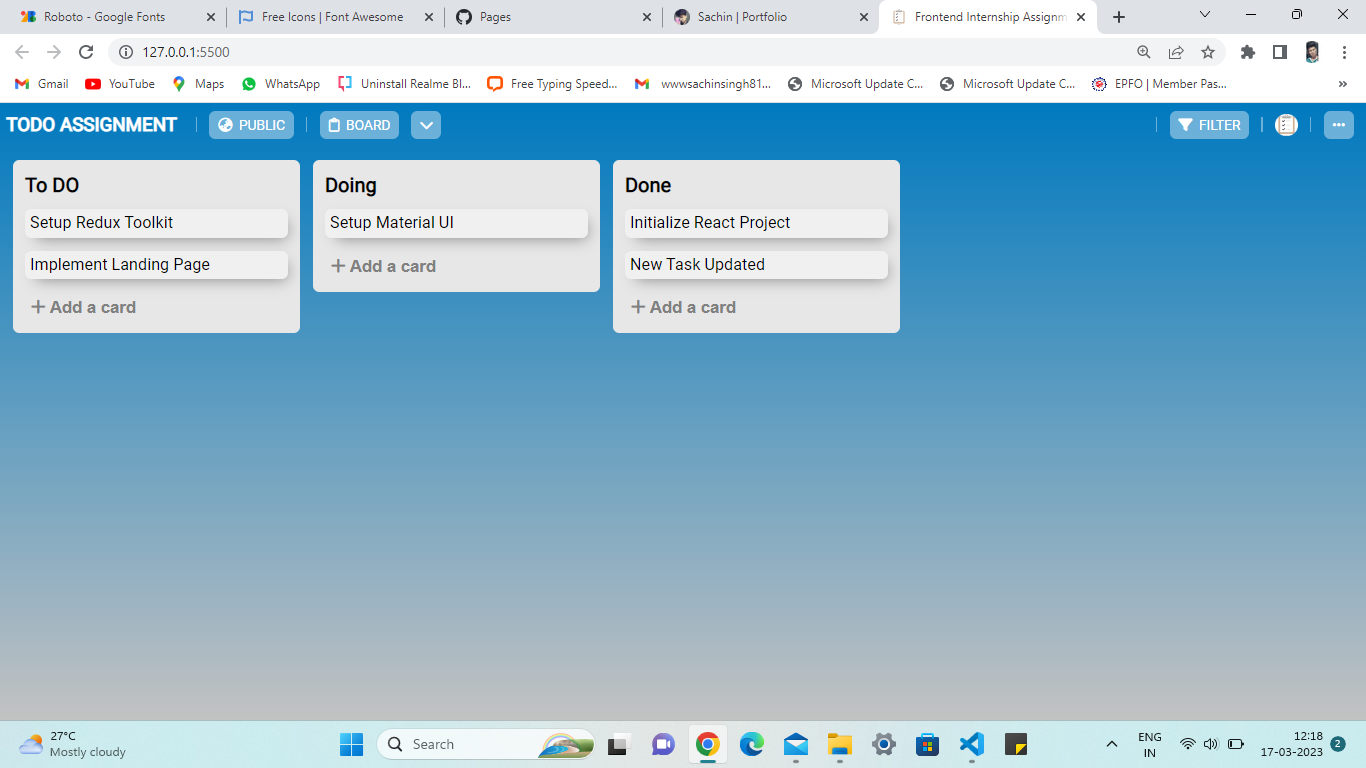 Roboto - Google Fonts
Free Icons | Font Awesome
Pages
Sachin | Portfolio
Frontend Internship Assignm
127.0.0.1:5500
Gmail
YouTube
Maps
WhatsApp
Uninstall Realme Bl...
Free Typing Speed...
wwwsachinsingh81...
Microsoft Update C...
Microsoft Update C...
EPFO | Member Pas...
TODO ASSIGNMENT
PUBLIC
BOARD
FILTER
To DO
Setup Redux Toolkit
Implement Landing Page
+ Add a card
Doing
Setup Material UI
+ Add a card
Done
Initialize React Project
New Task Updated
+ Add a card
27°C
Mostly cloudy
Search
ENG
IN
12:18
17-03-2023
2